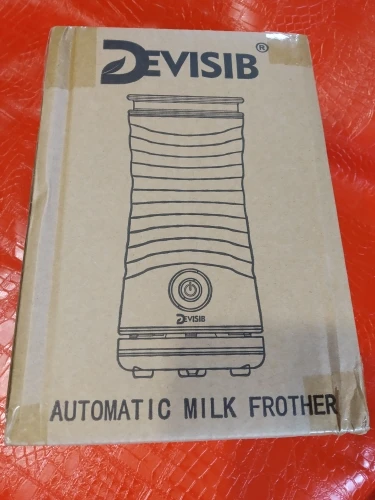 DEVISIB®
DEVISIB
AUTOMATIC MILK FROTHER